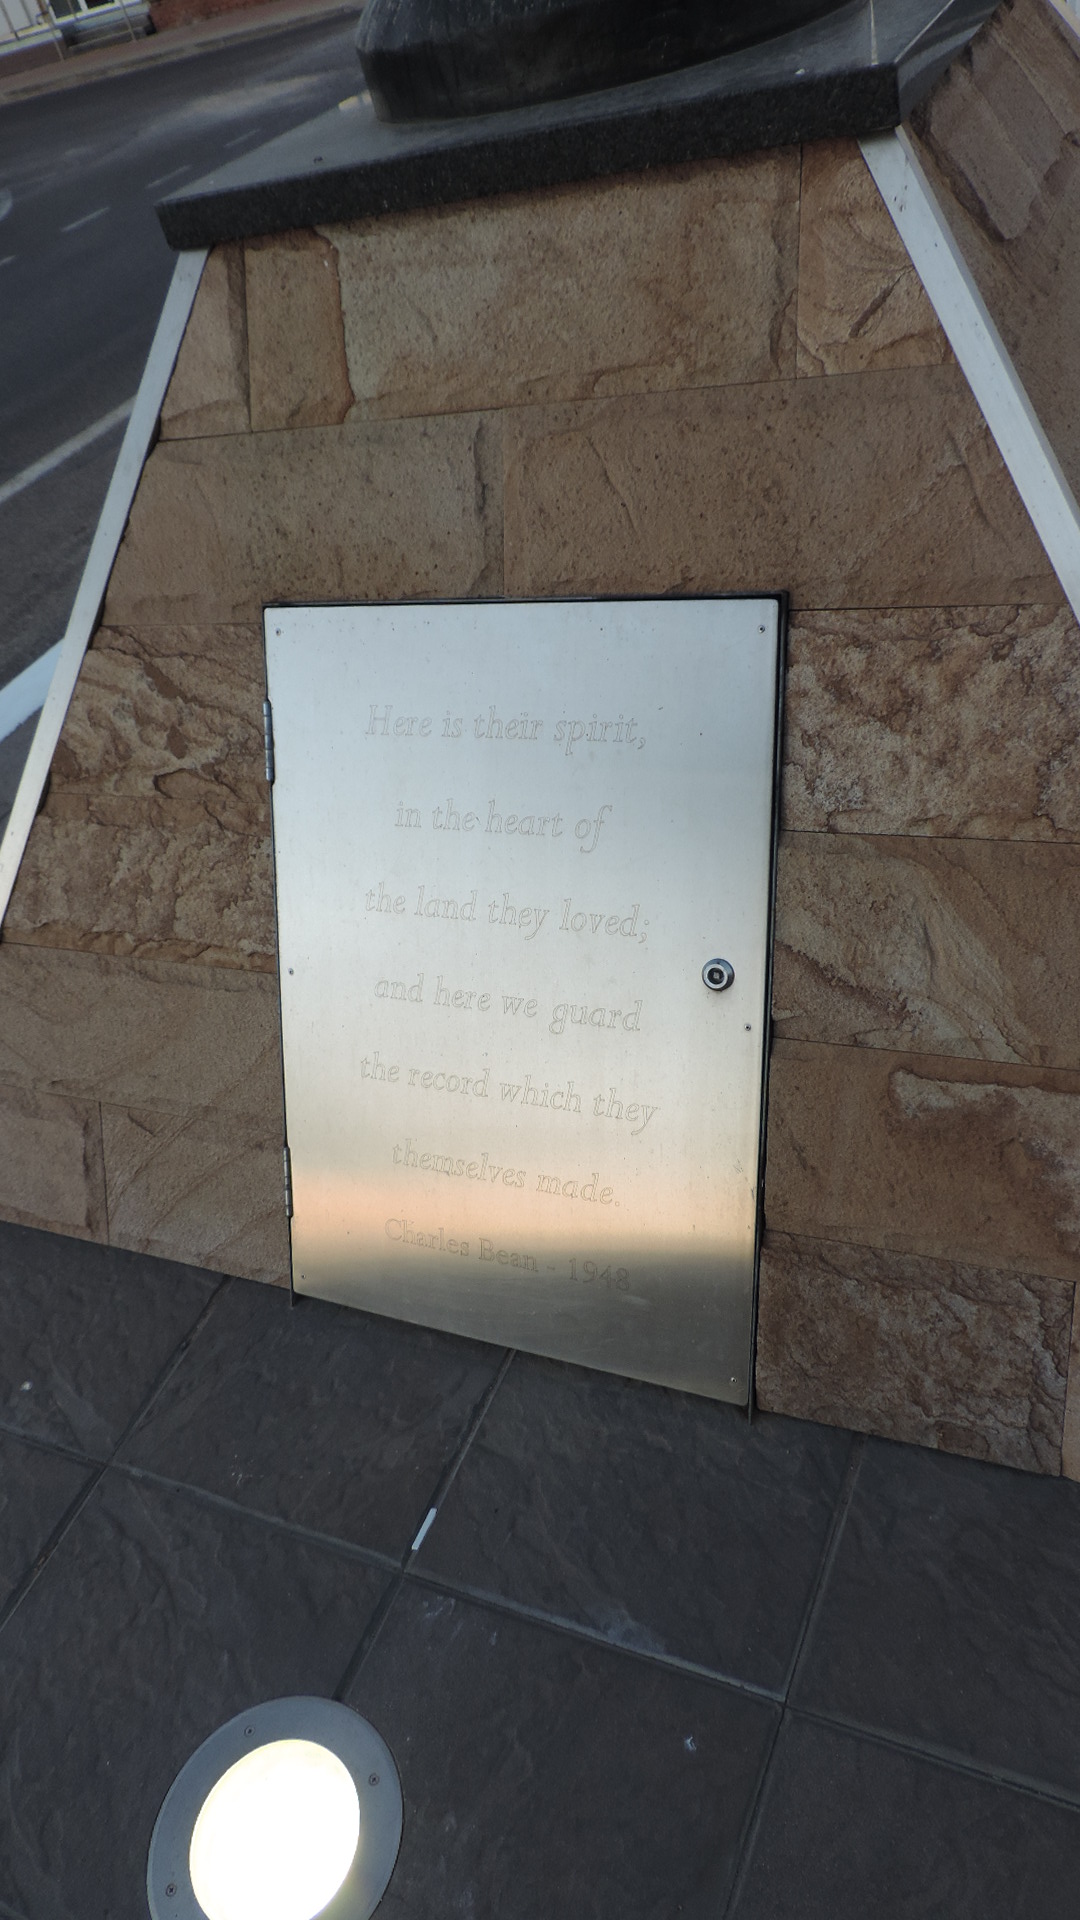 Here is their spirit,
in the heart of
the land they loved;
and here we guard
the record which they
themselves made.
Charles Bean - 1948